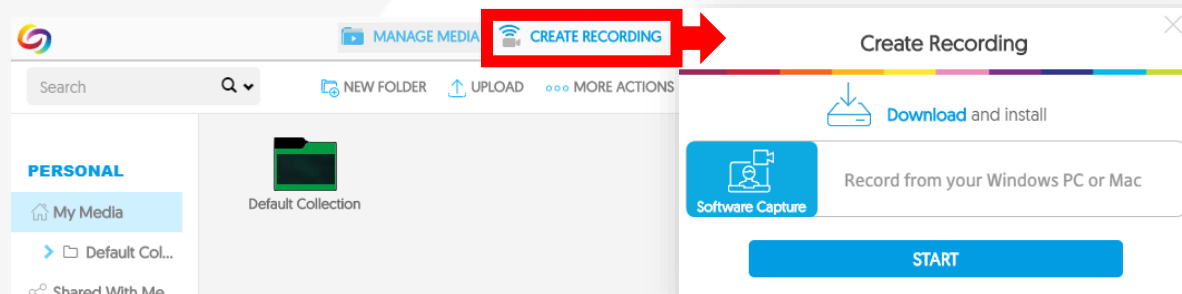 MANAGE MEDIA
CREATE RECORDING
Search
NEW FOLDER
UPLOAD
MORE ACTIONS
PERSONAL
My Media
Default Col...
Shared With Me
Default Collection
Create Recording
Download and install
Software Capture
Record from your Windows PC or Mac
START